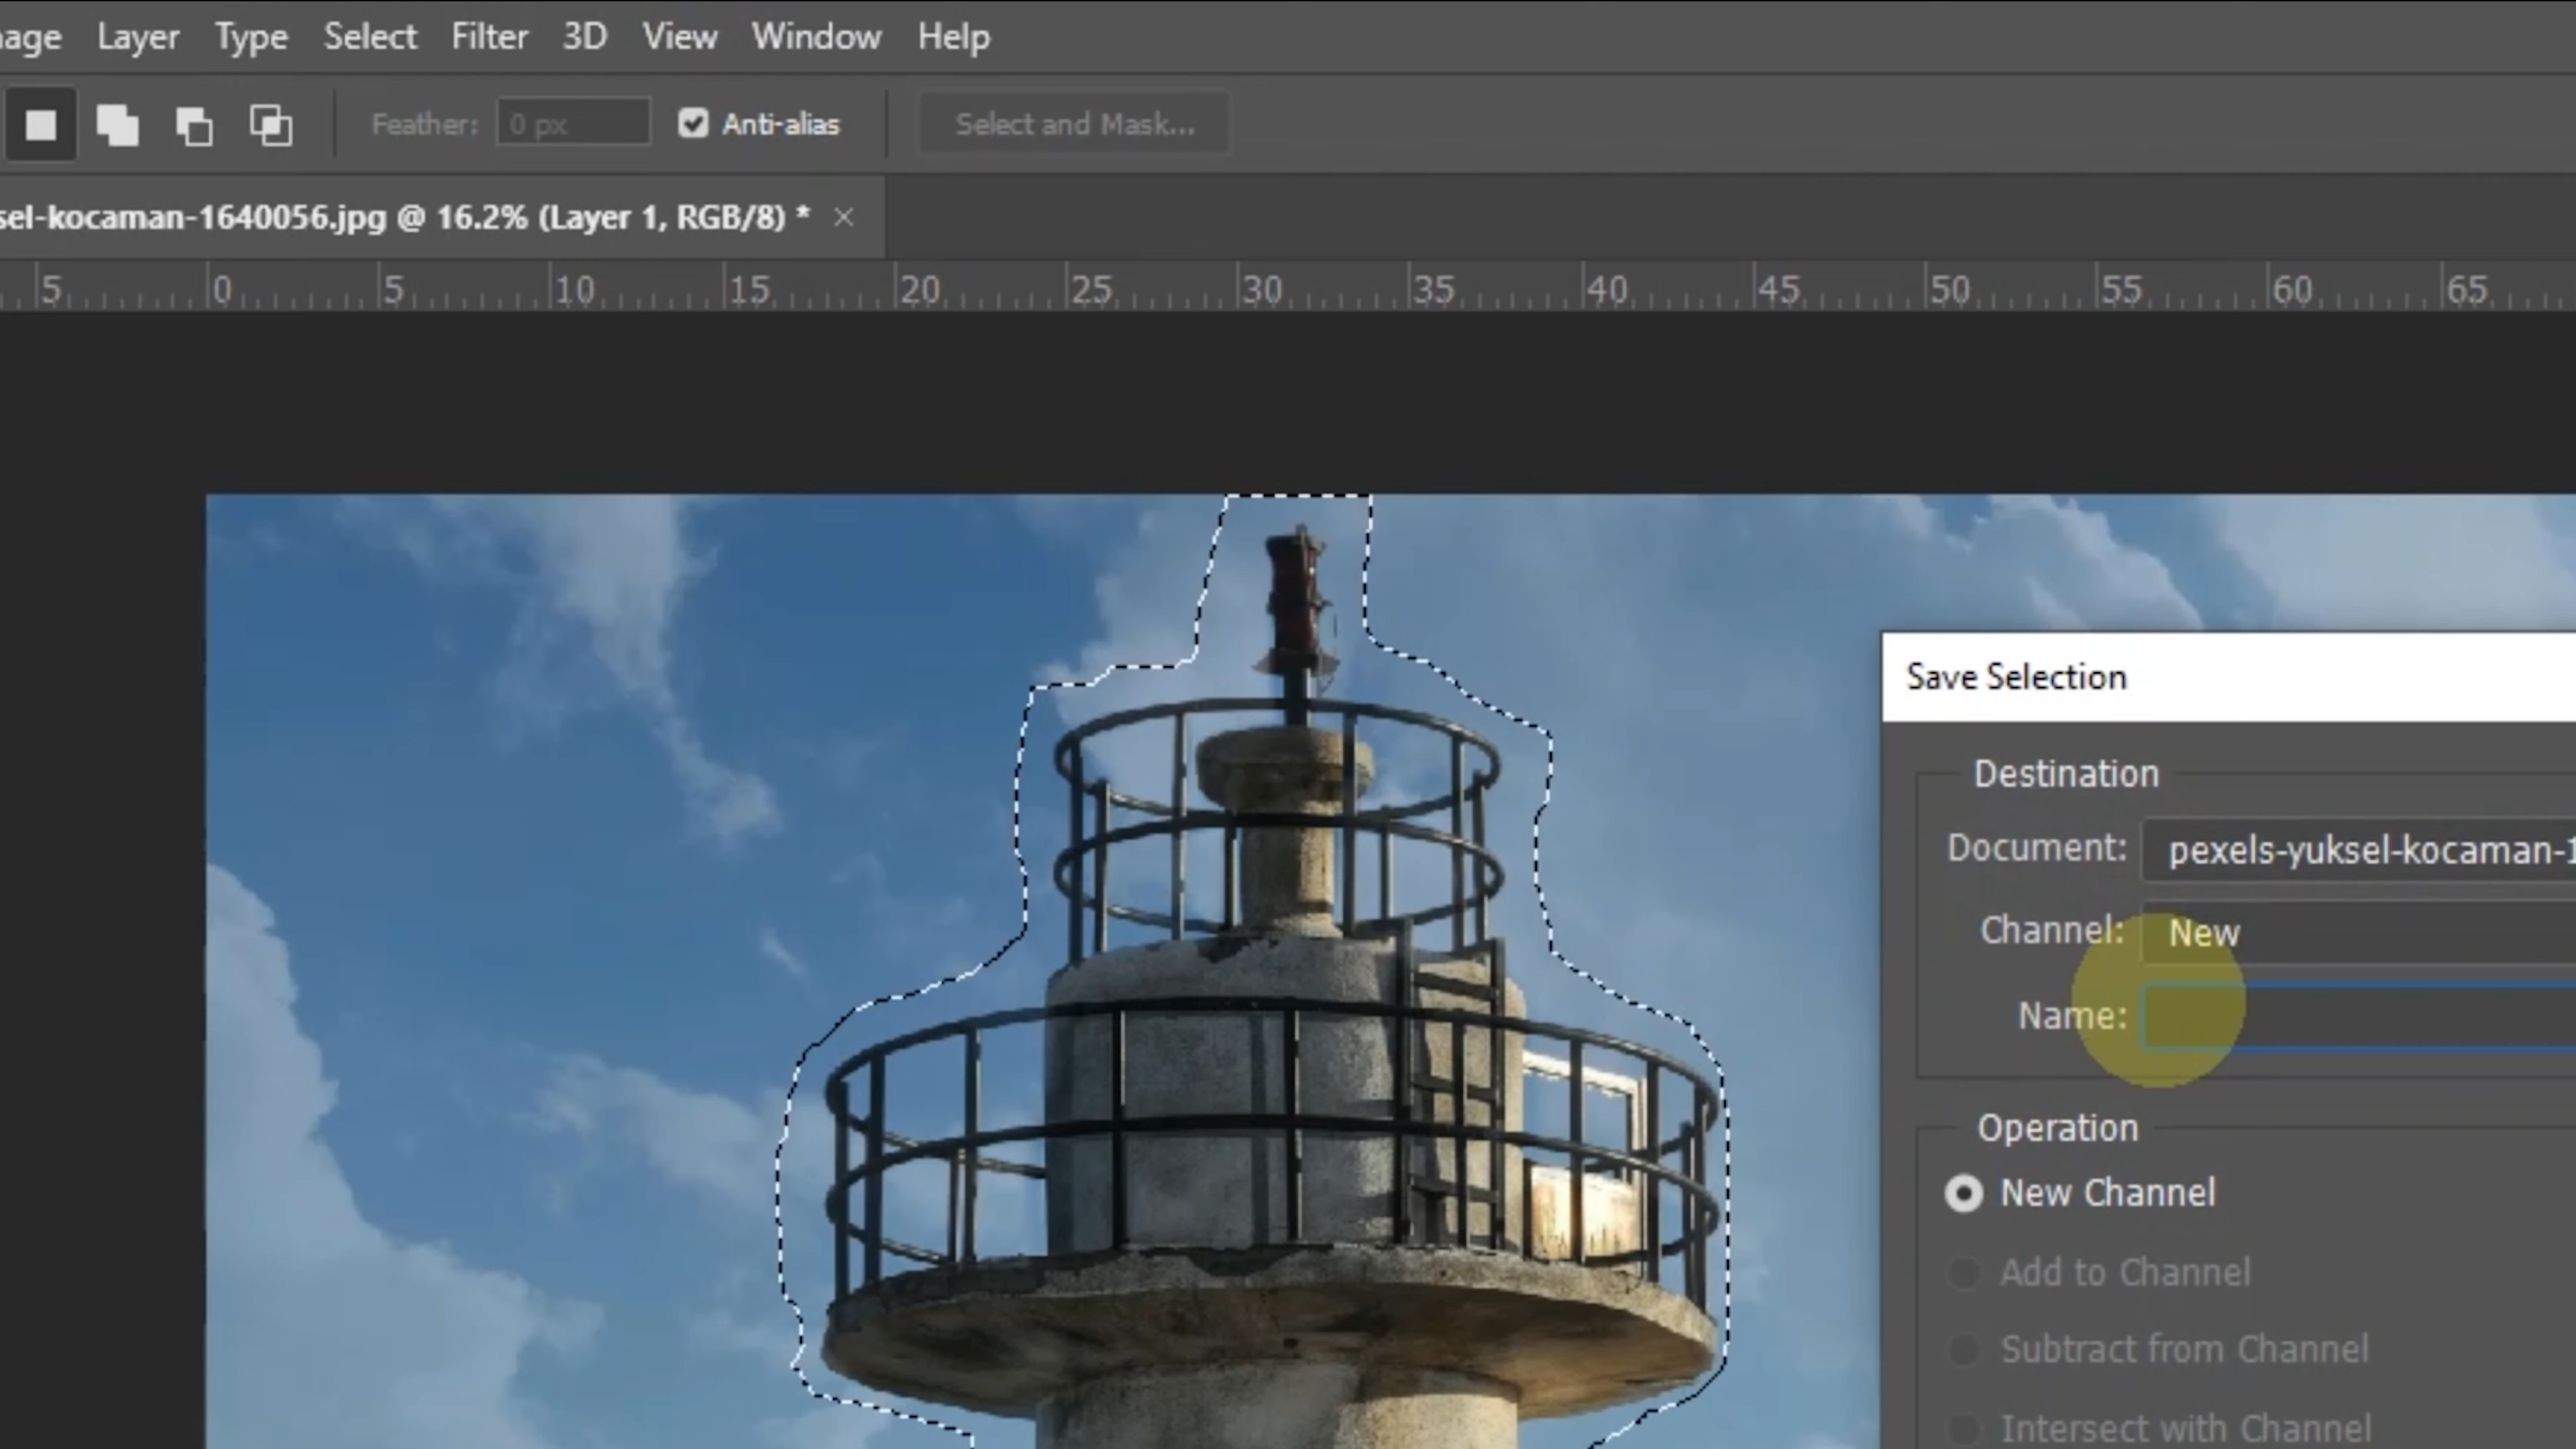 age Layer Type Select Filter 3D View Window Help
Feather: 0 px Anti-alias Select and Mask...
sel-kocaman-1640056.jpg @ 16.2% (Layer 1, RGB/8) * ×
5 0 5 10 15 20 25 30 35 40 45 50 55 60 65
Save Selection
Destination
Document: pexels-yuksel-kocaman-1
Channel: New
Name:
Operation
New Channel
Add to Channel
Subtract from Channel
Intersect with Channel